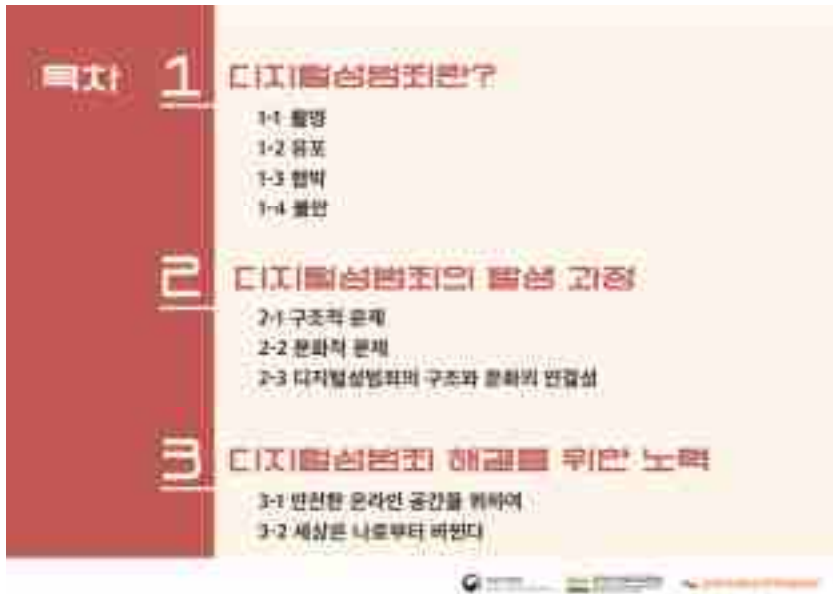 목차
1 디지털성범죄란?
1-1 촬영
1-2 유포
1-3 협박
1-4 불안
2 디지털성범죄의 발생 과정
2-1 구조적 문제
2-2 문화적 문제
2-3 디지털성범죄의 구조와 문화의 연결성
3 디지털성범죄 해결을 위한 노력
3-1 안전한 온라인 공간을 위하여
3-2 세상은 나로부터 바뀐다